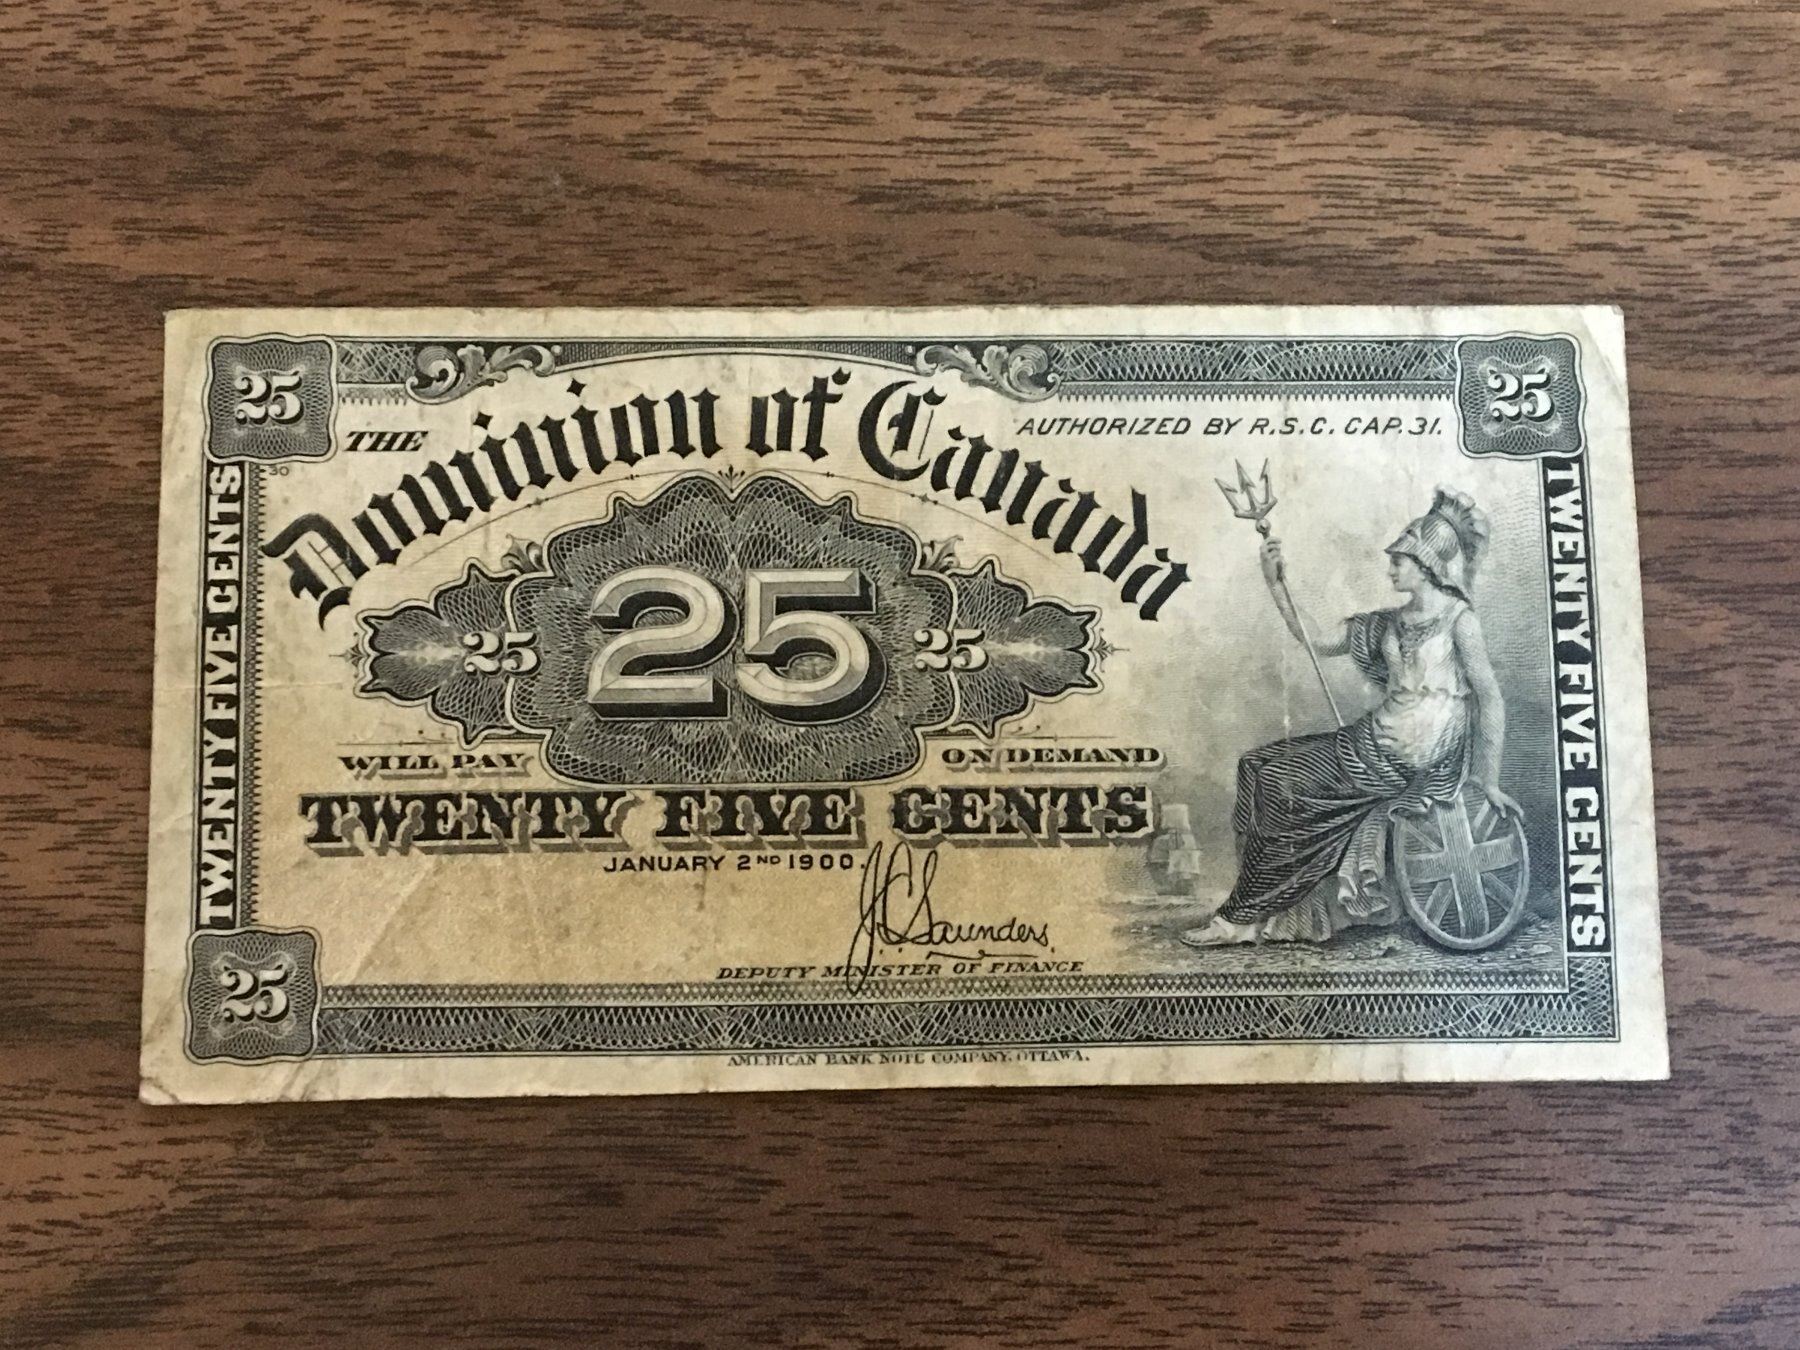 25
25
THE Dominion of Canada
AUTHORIZED BY R.S.C. CAP. 31.
30
TWENTY FIVE CENTS
TWENTY FIVE CENTS
25
25
25
WILL PAY
ON DEMAND
TWENTY FIVE CENTS
JANUARY 2ND 1900.
J C Saunders
DEPUTY MINISTER OF FINANCE
25
AMERICAN BANK NOTE COMPANY, OTTAWA.